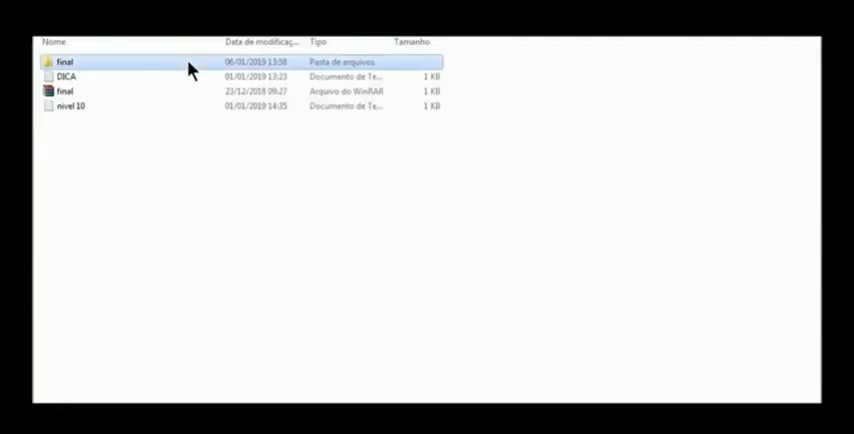 Nome Data de modificaç... Tipo Tamanho
final 06/01/2019 13:58 Pasta de arquivos
DICA 01/01/2019 13:23 Documento de Te... 1 KB
final 23/12/2018 09:27 Arquivo do WinRAR 1 KB
nivel 10 01/01/2019 14:35 Documento de Te... 1 KB